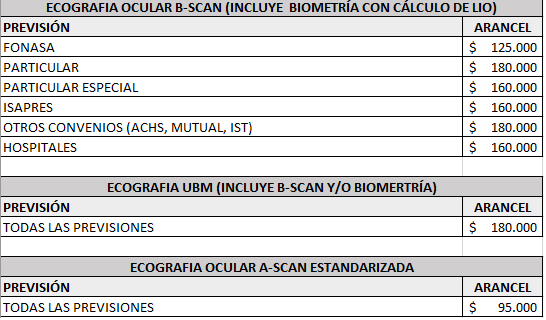 ECOGRAFIA OCULAR B-SCAN (INCLUYE BIOMETRÍA CON CÁLCULO DE LIO)
PREVISIÓN ARANCEL
FONASA $ 125.000
PARTICULAR $ 180.000
PARTICULAR ESPECIAL $ 160.000
ISAPRES $ 160.000
OTROS CONVENIOS (ACHS, MUTUAL, IST) $ 180.000
HOSPITALES $ 160.000
ECOGRAFIA UBM (INCLUYE B-SCAN Y/O BIOMERTRÍA)
PREVISIÓN ARANCEL
TODAS LAS PREVISIONES $ 180.000
ECOGRAFIA OCULAR A-SCAN ESTANDARIZADA
PREVISIÓN ARANCEL
TODAS LAS PREVISIONES $ 95.000